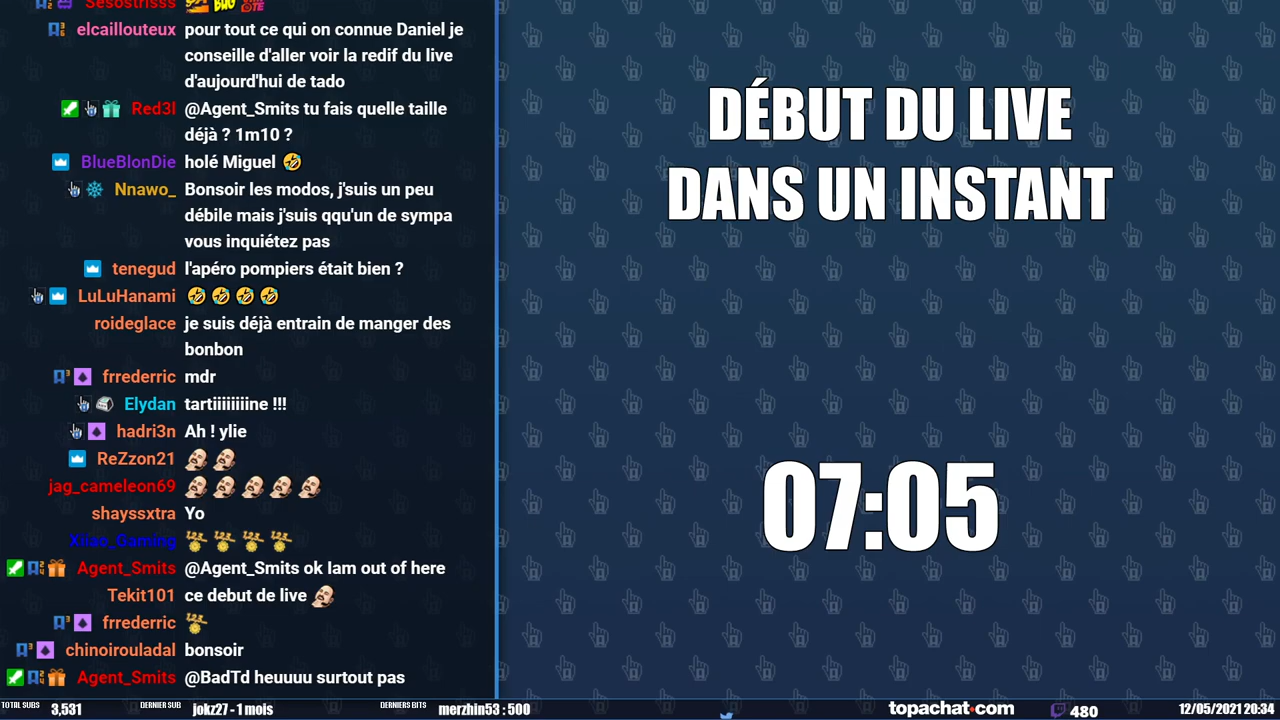 Sesostrisss
elcaillouteux pour tout ce qui on connue Daniel je
conseille d'aller voir la redif du live
d'aujourd'hui de tado
Red3l @Agent_Smits tu fais quelle taille
déjà ? 1m10 ?
BlueBlonDie holé Miguel 🤣
Nnawo_ Bonsoir les modos, j'suis un peu
débile mais j'suis qqu'un de sympa
vous inquiétez pas
tenegud l'apéro pompiers était bien ?
LuLuHanami 🤣 🤣 🤣 🤣
roideglace je suis déjà entrain de manger des
bonbon
frrederric mdr
Elydan tartiiiiiiiine !!!
hadri3n Ah ! ylie
ReZzon21
jag_cameleon69
shayssxtra Yo
Xiiao_Gaming
Agent_Smits @Agent_Smits ok Iam out of here
Tekit101 ce debut de live
frrederric
chinoirouladal bonsoir
Agent_Smits @BadTd heuuuu surtout pas
DÉBUT DU LIVE
DANS UN INSTANT
07:05
TOTAL SUBS 3,531 DERNIER SUB jokz27 - 1 mois DERNIERS BITS merzhin53 : 500 topachat.com 480 12/05/2021 20:34